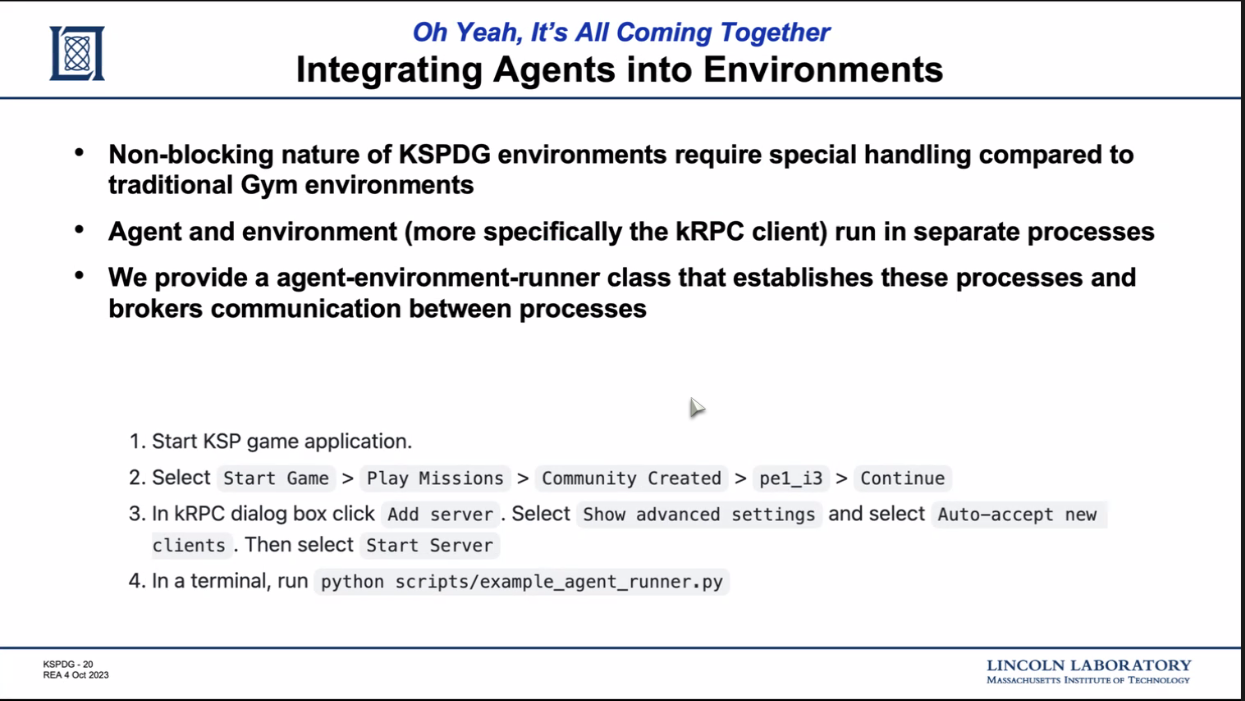 Oh Yeah, It’s All Coming Together
Integrating Agents into Environments
• Non-blocking nature of KSPDG environments require special handling compared to
traditional Gym environments
• Agent and environment (more specifically the kRPC client) run in separate processes
• We provide a agent-environment-runner class that establishes these processes and
brokers communication between processes
1. Start KSP game application.
2. Select Start Game > Play Missions > Community Created > pe1_i3 > Continue
3. In kRPC dialog box click Add server. Select Show advanced settings and select Auto-accept new
clients. Then select Start Server
4. In a terminal, run python scripts/example_agent_runner.py
KSPDG - 20
REA 4 Oct 2023
LINCOLN LABORATORY
MASSACHUSETTS INSTITUTE OF TECHNOLOGY